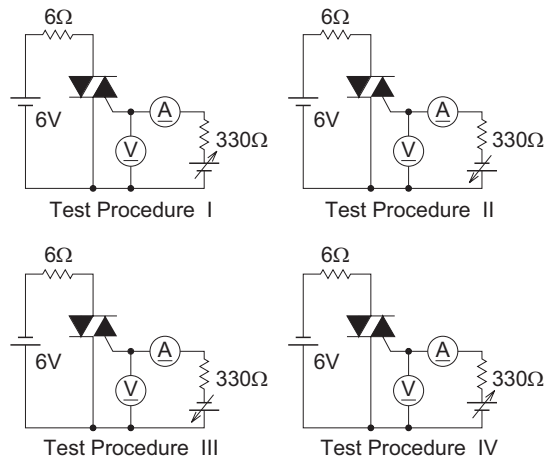 6Ω 6Ω
A A
6V V 330Ω 6V V 330Ω
Test Procedure I Test Procedure II
6Ω 6Ω
A A
6V V 330Ω 6V V 330Ω
Test Procedure III Test Procedure IV